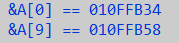 &A[0] == 010FFB34
&A[9] == 010FFB58